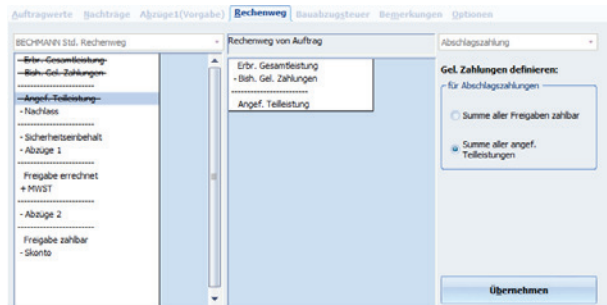 Auftragwerte Nachträge Abzüge1(Vorgabe) Rechenweg Bauabzugsteuer Bemerkungen Optionen
BECHMANN Std. Rechenweg
Erbr. Gesamtleistung
- Bish. Gel. Zahlungen
------------------------
Angef. Teilleistung
- Nachlass
------------------------
- Sicherheitseinbehalt
- Abzüge 1
------------------------
Freigabe errechnet
+ MWST
------------------------
- Abzüge 2
------------------------
Freigabe zahlbar
- Skonto
Rechenweg von Auftrag
Erbr. Gesamtleistung
- Bish. Gel. Zahlungen
------------------------
Angef. Teilleistung
Abschlagszahlung
Gel. Zahlungen definieren:
für Abschlagszahlungen
Summe aller Freigaben zahlbar
Summe aller angef.
Teilleistungen
Übernehmen